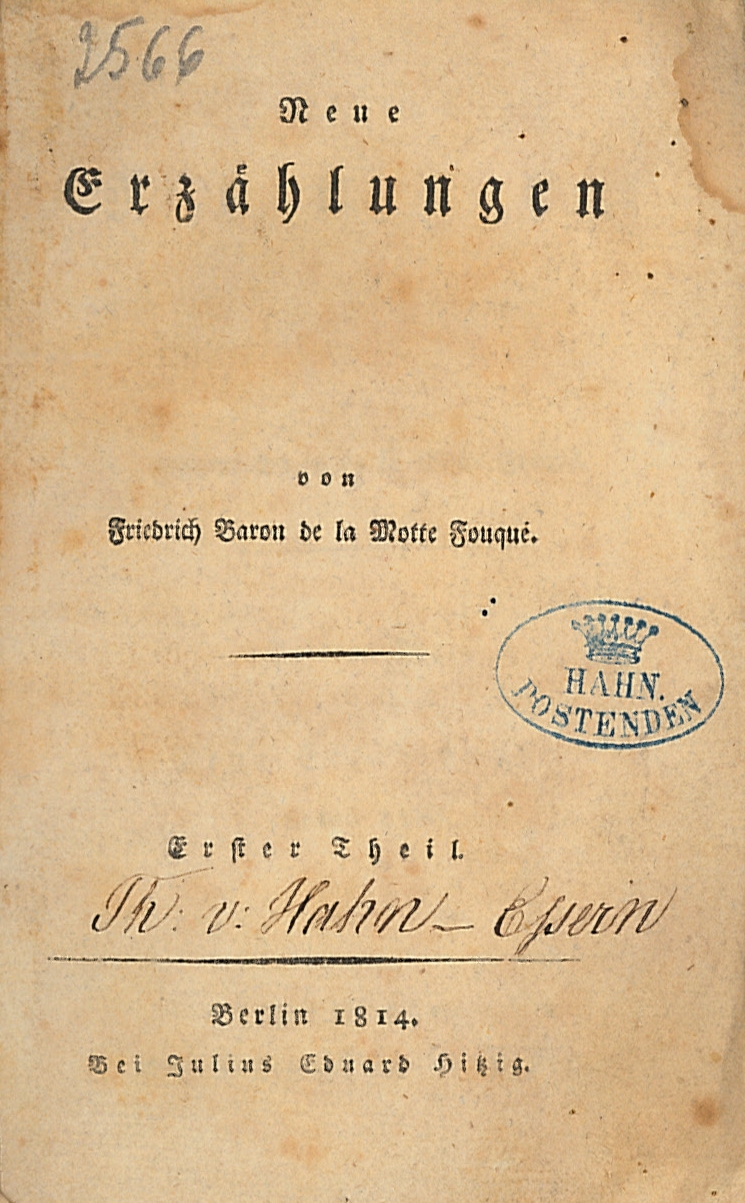 2566
Neue
Erzählungen
von
Friedrich Baron de la Motte Fouqué.
HAHN.
POSTENDEN
Erster Theil.
Th: v: Hahn – Essern
Berlin 1814.
Bei Julius Eduard Hitzig.